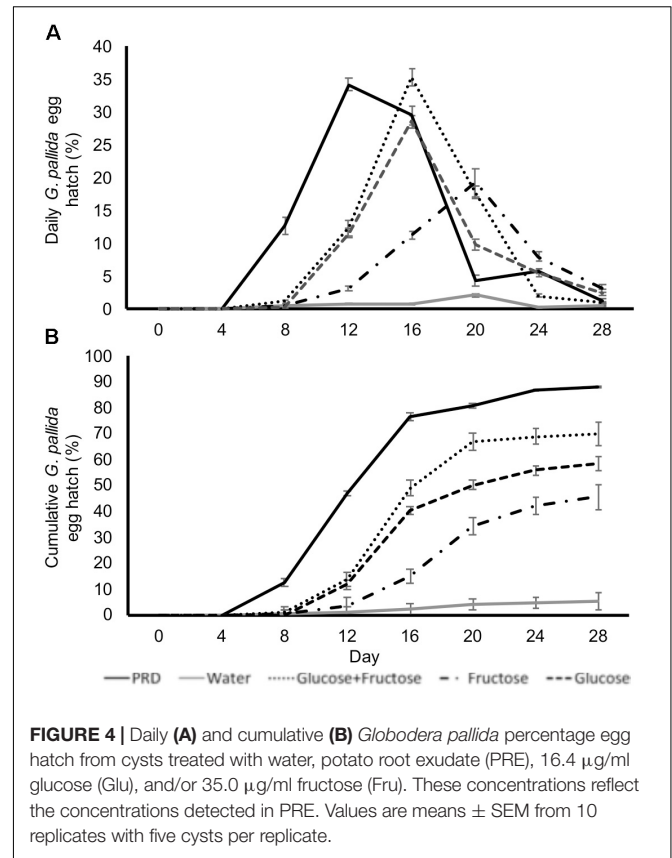 A
Daily G. pallida egg
hatch (%)
40
35
30
25
20
15
10
5
0
0 4 8 12 16 20 24 28
B
Cumulative G. pallida
egg hatch (%)
100
90
80
70
60
50
40
30
20
10
0
0 4 8 12 16 20 24 28
Day
PRD Water Glucose+Fructose Fructose Glucose
FIGURE 4 | Daily (A) and cumulative (B) Globodera pallida percentage egg
hatch from cysts treated with water, potato root exudate (PRE), 16.4 μg/ml
glucose (Glu), and/or 35.0 μg/ml fructose (Fru). These concentrations reflect
the concentrations detected in PRE. Values are means ± SEM from 10
replicates with five cysts per replicate.